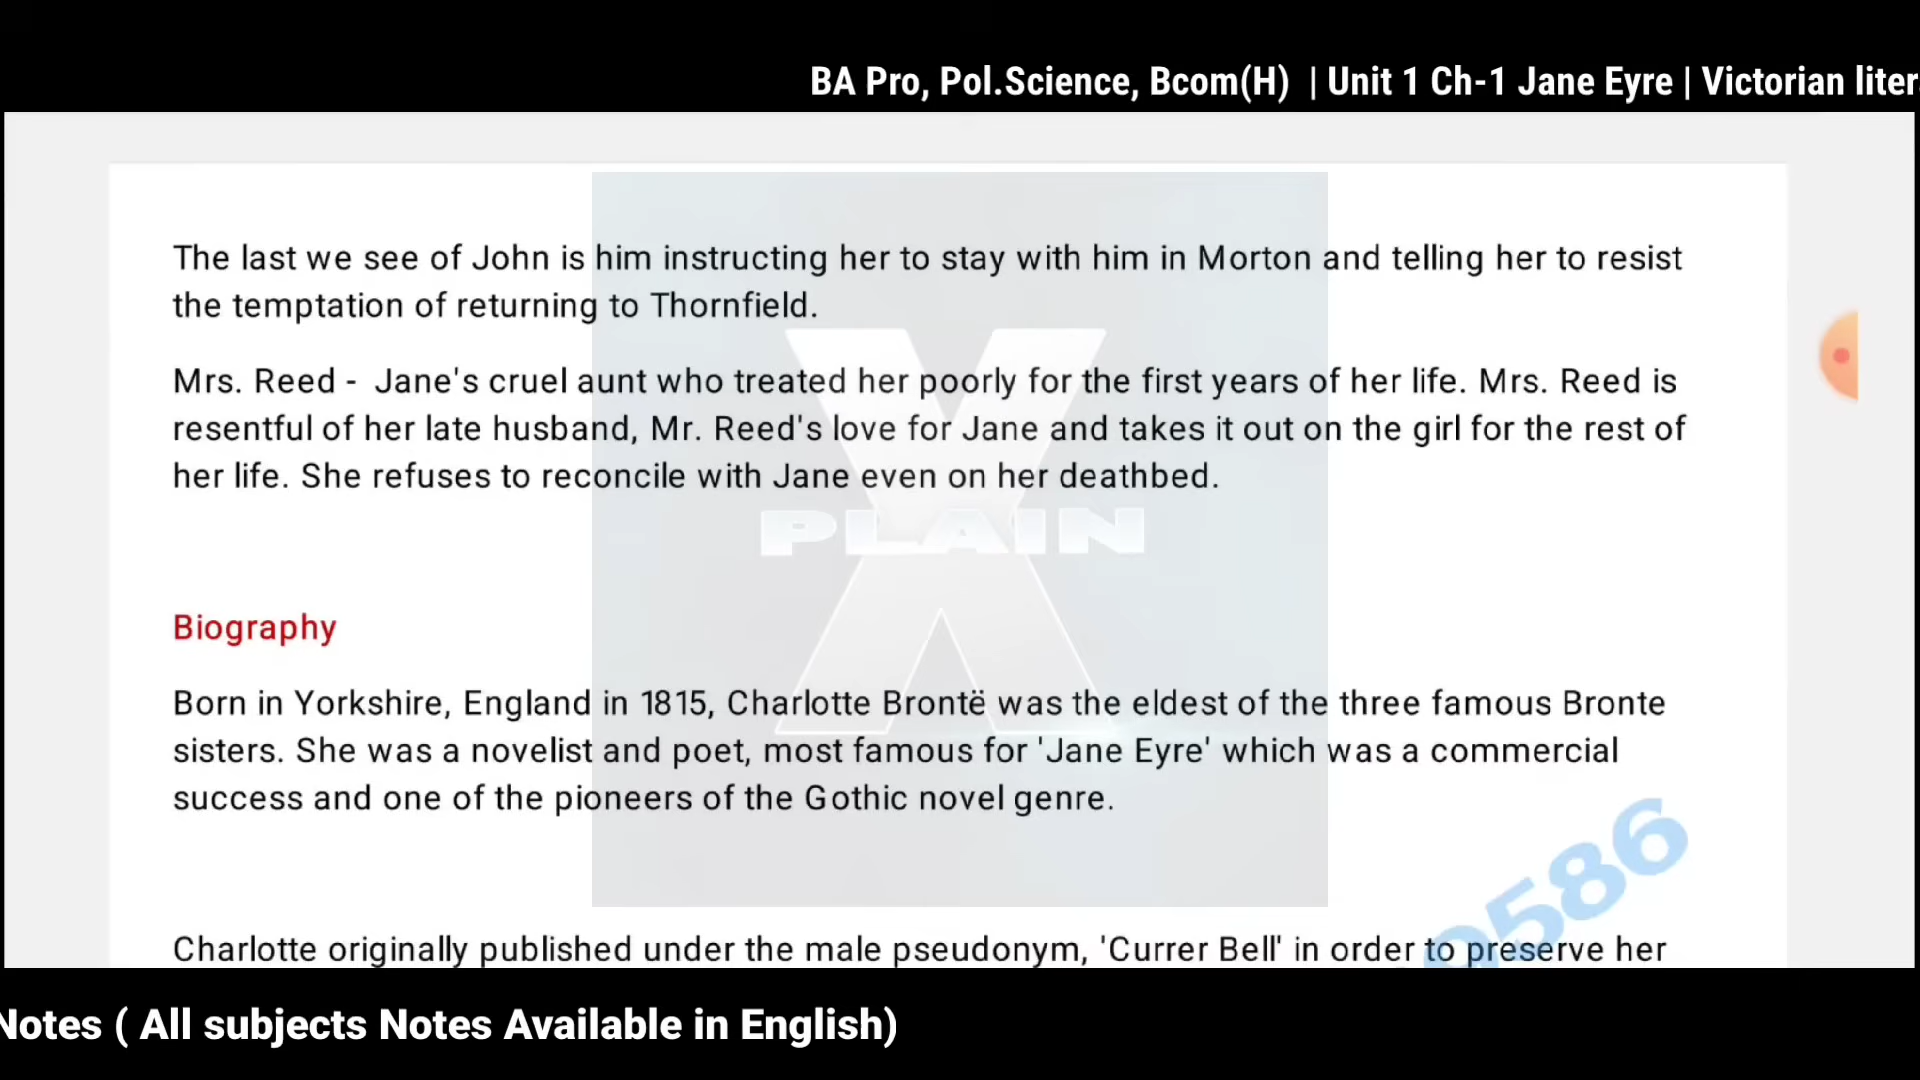 BA Pro, Pol.Science, Bcom(H) | Unit 1 Ch-1 Jane Eyre | Victorian liter
The last we see of John is him instructing her to stay with him in Morton and telling her to resist
the temptation of returning to Thornfield.
Mrs. Reed - Jane's cruel aunt who treated her poorly for the first years of her life. Mrs. Reed is
resentful of her late husband, Mr. Reed's love for Jane and takes it out on the girl for the rest of
her life. She refuses to reconcile with Jane even on her deathbed.
X
PLAIN
Biography
Born in Yorkshire, England in 1815, Charlotte Brontë was the eldest of the three famous Bronte
sisters. She was a novelist and poet, most famous for 'Jane Eyre' which was a commercial
success and one of the pioneers of the Gothic novel genre.
9586
Charlotte originally published under the male pseudonym, 'Currer Bell' in order to preserve her
Notes ( All subjects Notes Available in English)